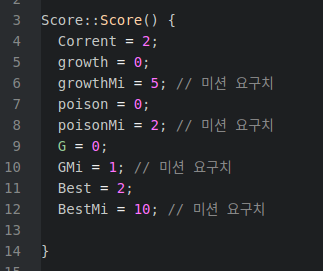 3 Score::Score() {
4 Corrent = 2;
5 growth = 0;
6 growthMi = 5; // 미션 요구치
7 poison = 0;
8 poisonMi = 2; // 미션 요구치
9 G = 0;
10 GMi = 1; // 미션 요구치
11 Best = 2;
12 BestMi = 10; // 미션 요구치
13
14 }